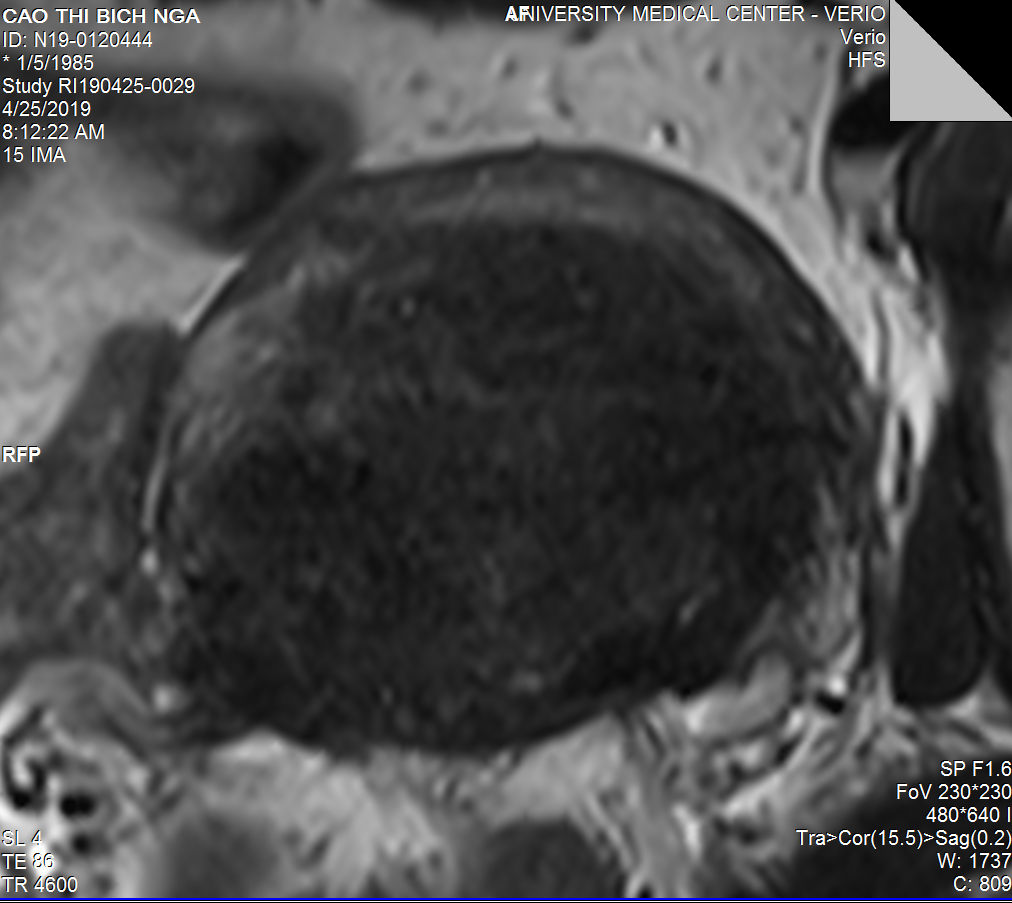 CAO THI BICH NGA
ID: N19-0120444
* 1/5/1985
Study RI190425-0029
4/25/2019
8:12:22 AM
15 IMA
UNIVERSITY MEDICAL CENTER - VERIO
Verio
HFS
RFP
SP F1.6
FoV 230*230
480*640 I
Tra>Cor(15.5)>Sag(0.2)
W: 1737
C: 809
SL 4
TE 86
TR 4600